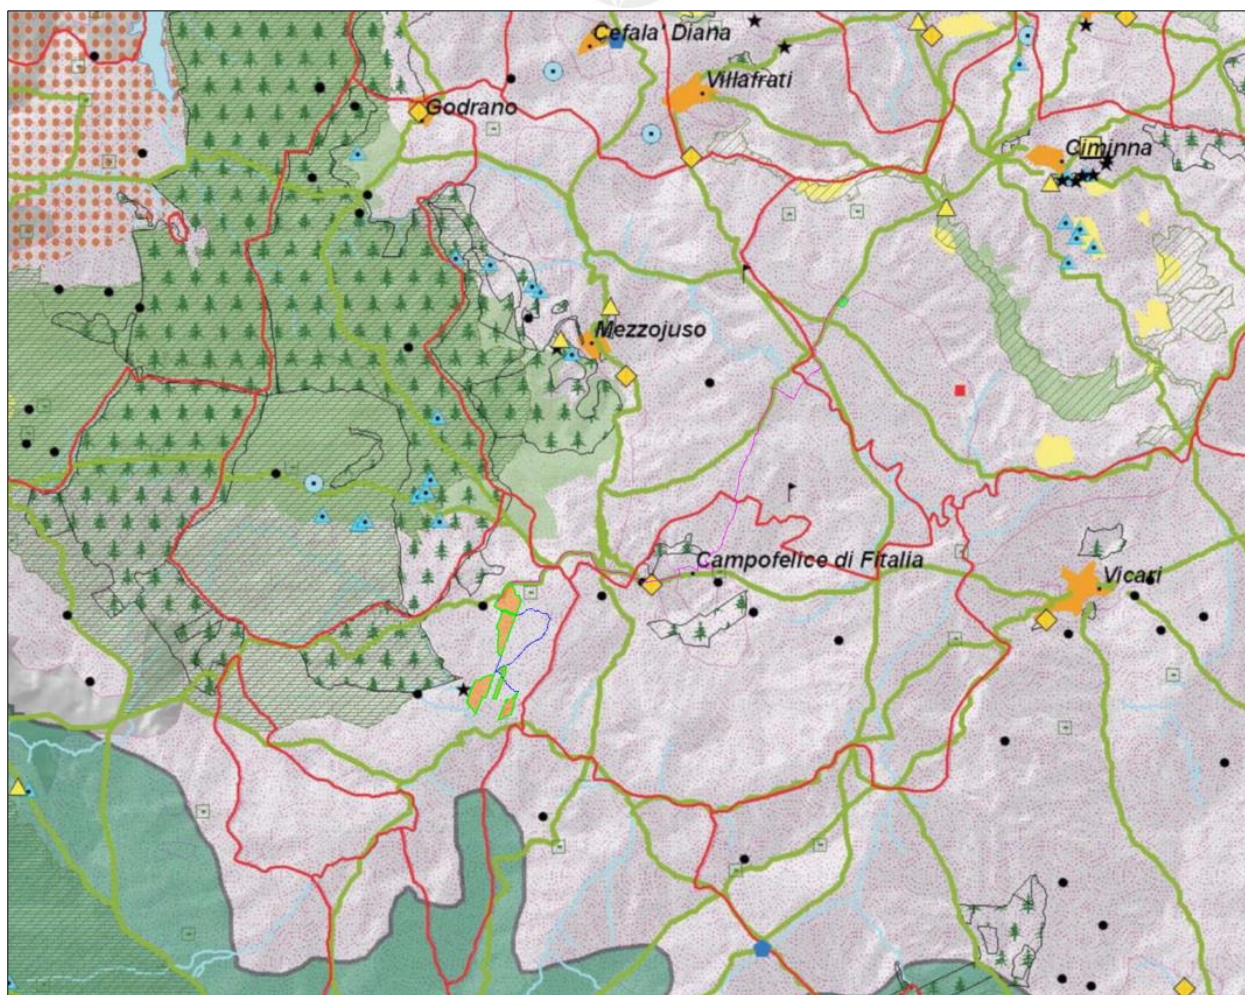 Cefala' Diana
Villafrati
Godrano
Ciminna
Mezzojuso
Campofelice di Fitalia
Vicari